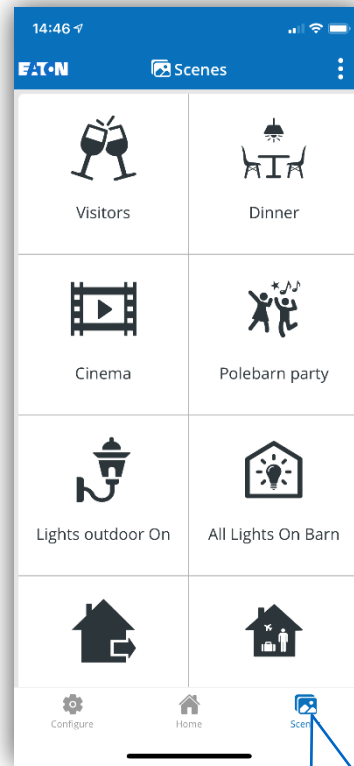 14:46
EATON
Scenes
Visitors
Dinner
Cinema
Polebarn party
Lights outdoor On
All Lights On Barn
Configure
Home